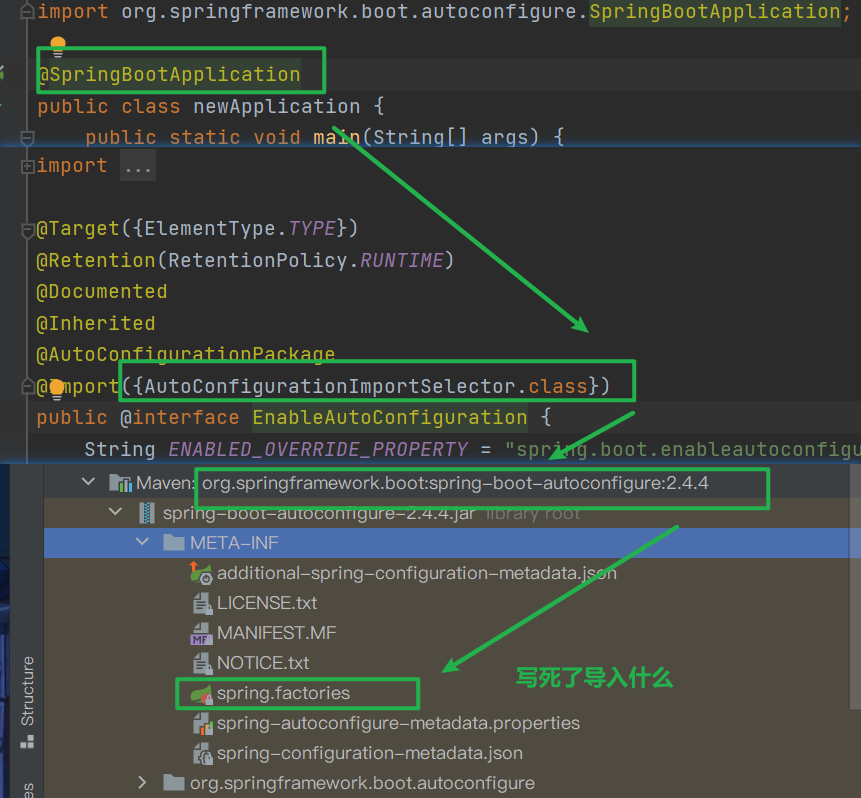 import org.springframework.boot.autoconfigure.SpringBootApplication;
@SpringBootApplication
public class newApplication {
public static void main(String[] args) {
import ...
@Target({ElementType.TYPE})
@Retention(RetentionPolicy.RUNTIME)
@Documented
@Inherited
@AutoConfigurationPackage
@Import({AutoConfigurationImportSelector.class})
public @interface EnableAutoConfiguration {
String ENABLED_OVERRIDE_PROPERTY = "spring.boot.enableautoconfigu
Maven: org.springframework.boot:spring-boot-autoconfigure:2.4.4
spring-boot-autoconfigure-2.4.4.jar library root
META-INF
additional-spring-configuration-metadata.json
LICENSE.txt
MANIFEST.MF
NOTICE.txt
写死了导入什么
spring.factories
spring-autoconfigure-metadata.properties
spring-configuration-metadata.json
org.springframework.boot.autoconfigure
Structure
es